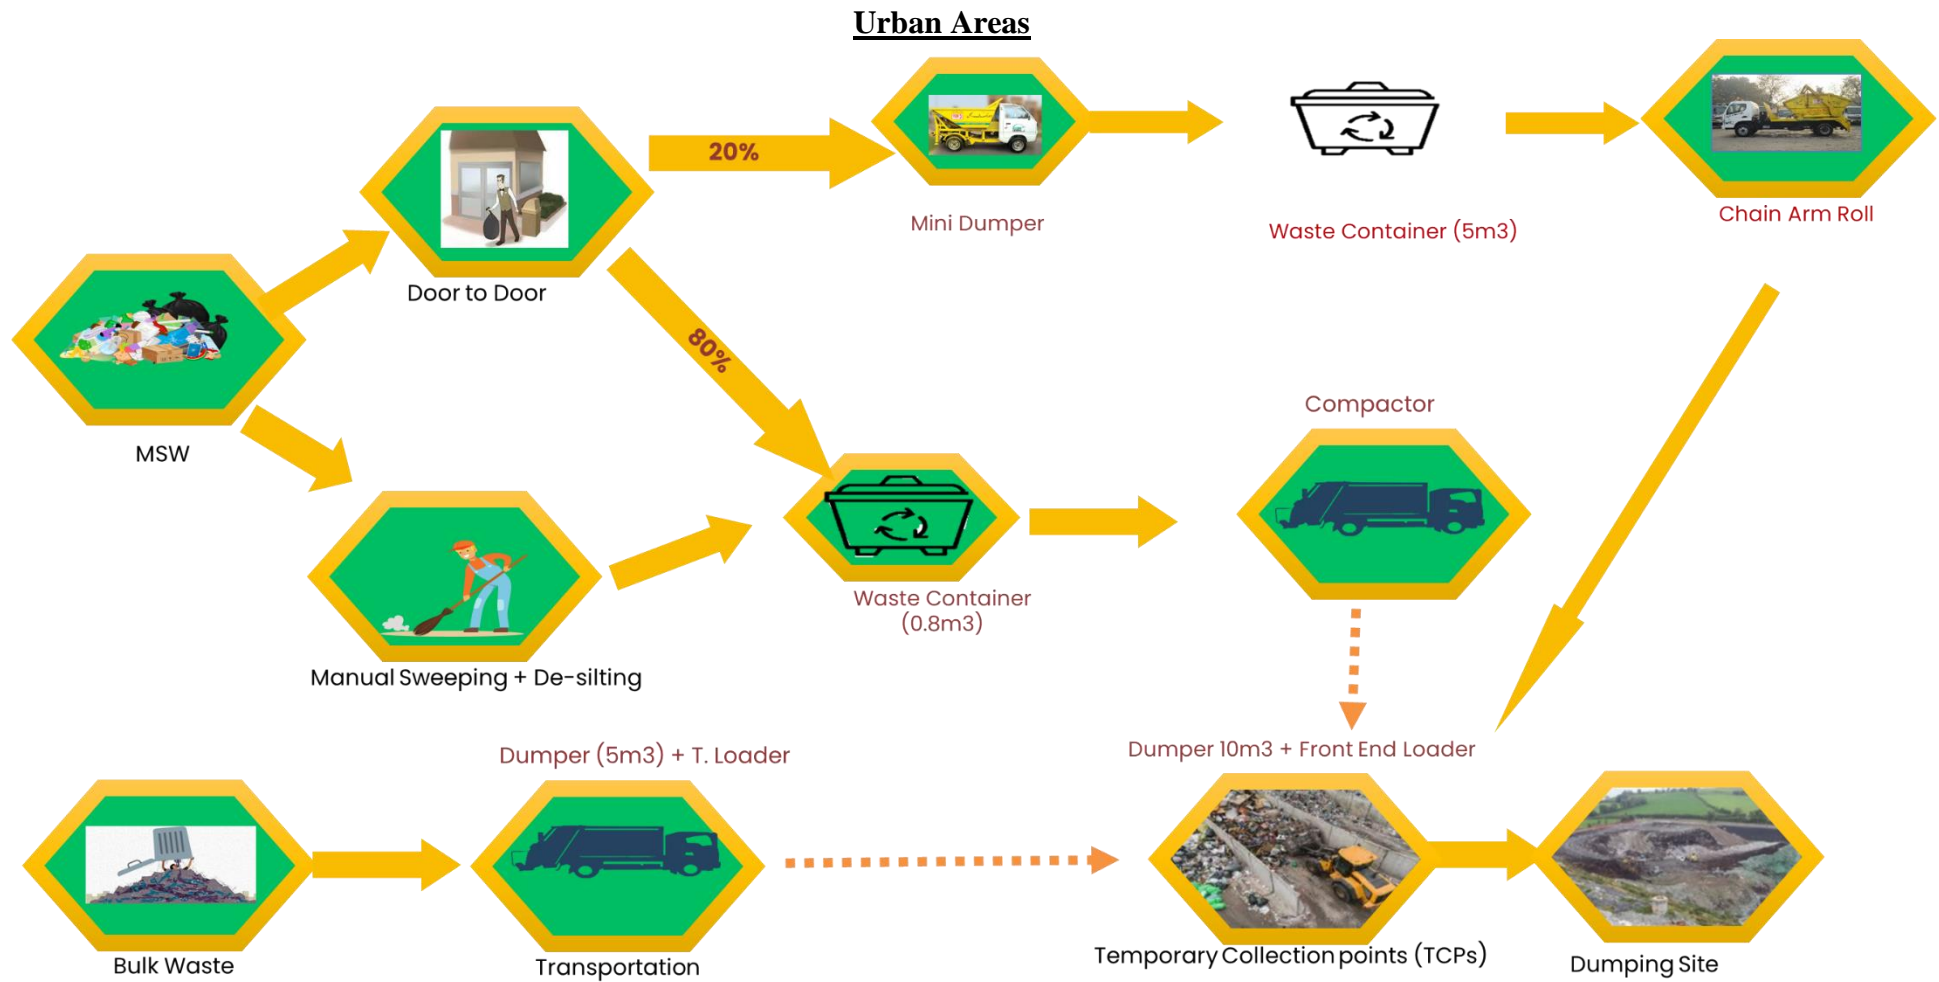 Urban Areas
20%
Mini Dumper
Waste Container (5m3)
Chain Arm Roll
Door to Door
80%
MSW
Compactor
Waste Container
(0.8m3)
Manual Sweeping + De-silting
Dumper (5m3) + T. Loader
Dumper 10m3 + Front End Loader
Bulk Waste
Transportation
Temporary Collection points (TCPs)
Dumping Site